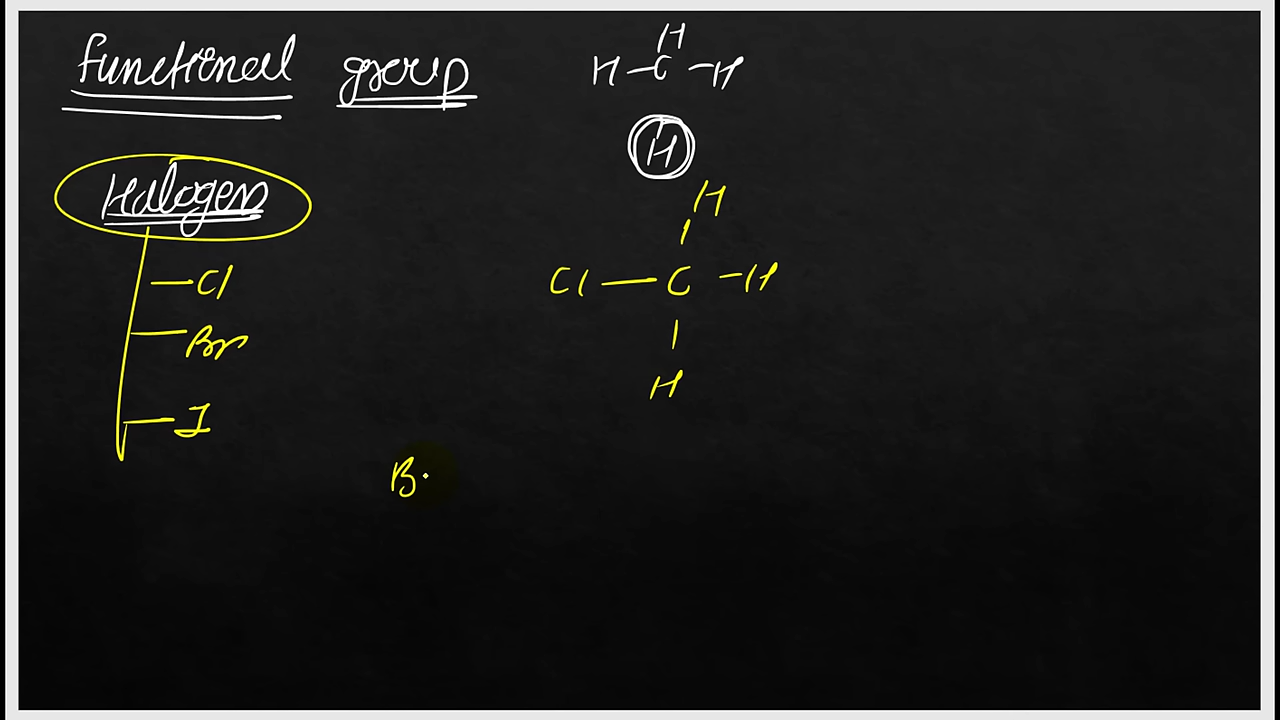 Functional group
H
H – C – H
H
Halogen
H
Cl — C – H
H
— Cl
— Br
— I
B.